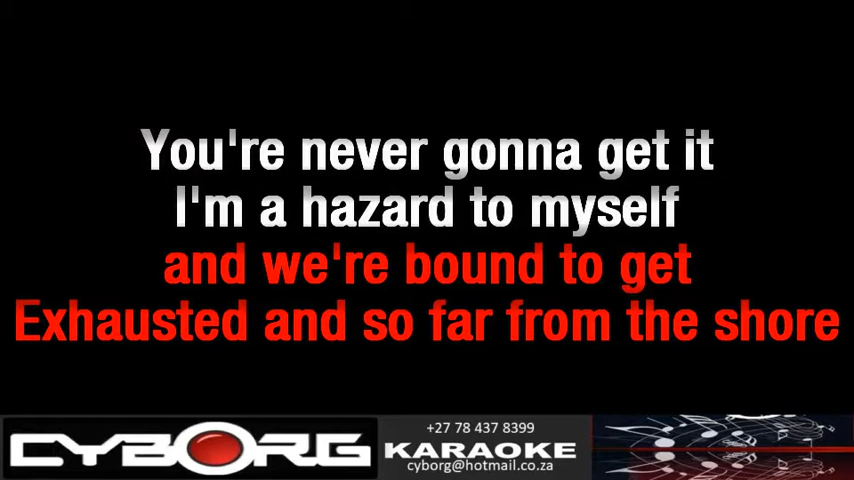 You're never gonna get it
I'm a hazard to myself
and we're bound to get
Exhausted and so far from the shore
CYBORG
+27 78 437 8399
KARAOKE
cyborg@hotmail.co.za